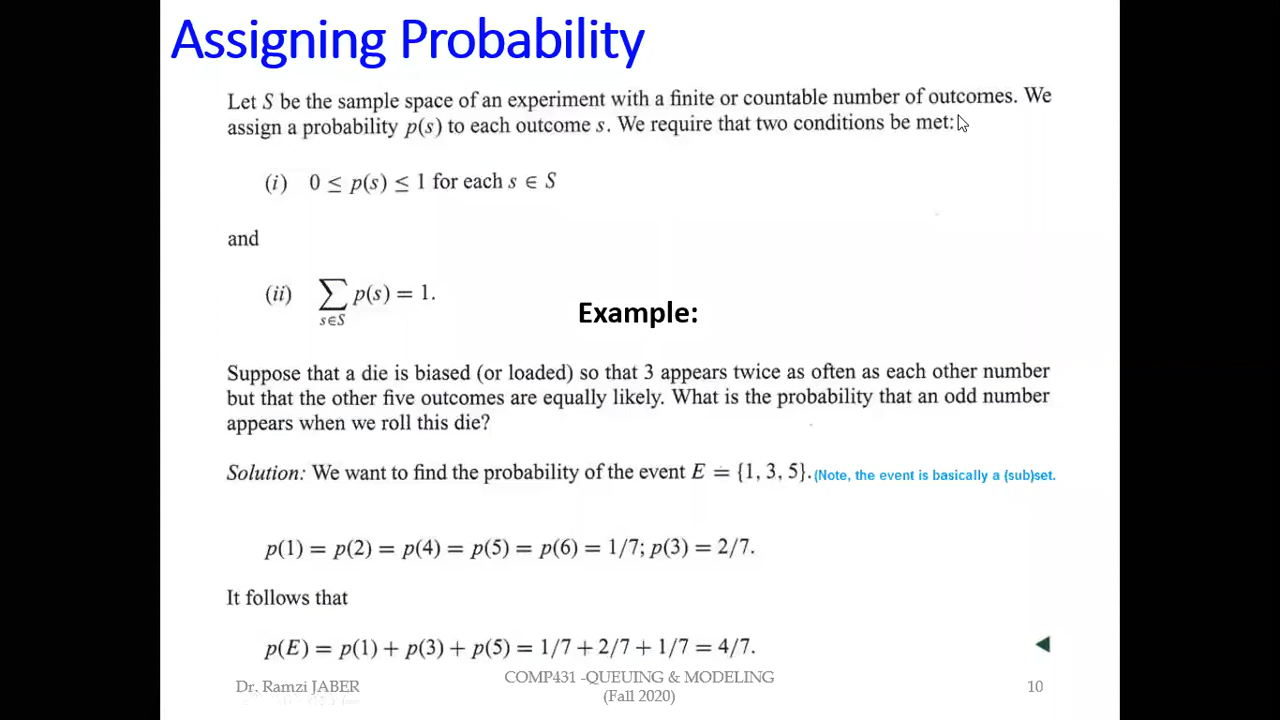 Assigning Probability
Let S be the sample space of an experiment with a finite or countable number of outcomes. We
assign a probability p(s) to each outcome s. We require that two conditions be met:
(i) 0 ≤ p(s) ≤ 1 for each s ∈ S
and
(ii) ∑ p(s) = 1.
s∈S
Example:
Suppose that a die is biased (or loaded) so that 3 appears twice as often as each other number
but that the other five outcomes are equally likely. What is the probability that an odd number
appears when we roll this die?
Solution: We want to find the probability of the event E = {1, 3, 5}. (Note, the event is basically a (sub)set.
p(1) = p(2) = p(4) = p(5) = p(6) = 1/7; p(3) = 2/7.
It follows that
p(E) = p(1) + p(3) + p(5) = 1/7 + 2/7 + 1/7 = 4/7.
Dr. Ramzi JABER
COMP431 -QUEUING & MODELING
(Fall 2020)
10